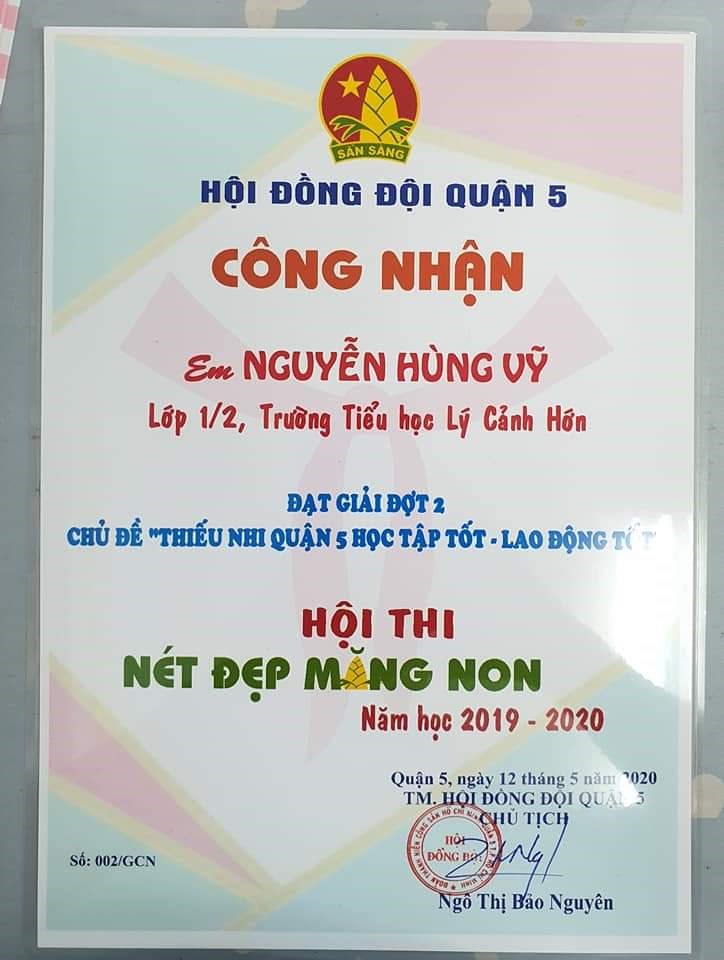 SẴN SÀNG
HỘI ĐỒNG ĐỘI QUẬN 5
CÔNG NHẬN
Em NGUYỄN HÙNG VỸ
Lớp 1/2, Trường Tiểu học Lý Cảnh Hớn
ĐẠT GIẢI ĐỢT 2
CHỦ ĐỀ "THIẾU NHI QUẬN 5 HỌC TẬP TỐT - LAO ĐỘNG TỐT"
HỘI THI
NÉT ĐẸP MĂNG NON
Năm học 2019 - 2020
Quận 5, ngày 12 tháng 5 năm 2020
TM. HỘI ĐỒNG ĐỘI QUẬN 5
CHỦ TỊCH
HỘI
ĐỒNG ĐỘI
Số: 002/GCN
Ngô Thị Bảo Nguyên